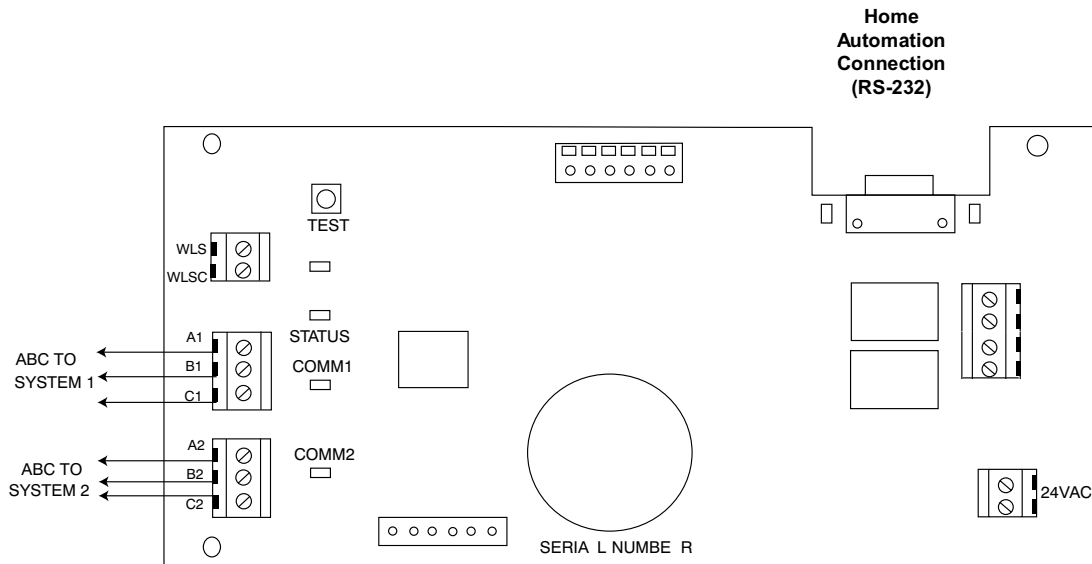 Home
Automation
Connection
(RS-232)
TEST
WLS
WLSC
STATUS
A1
ABC TO
SYSTEM 1
B1
C1
COMM1
A2
ABC TO
SYSTEM 2
B2
C2
COMM2
24VAC
SERIA L NUMBE R